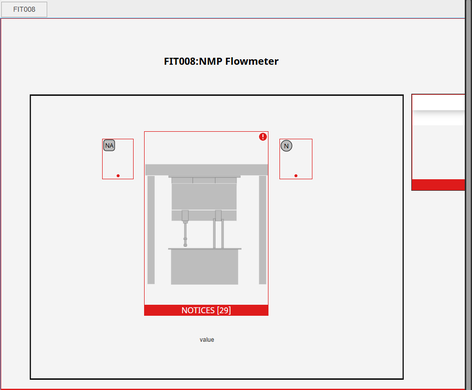 FIT008
FIT008:NMP Flowmeter
!
NA
N
NOTICES [29]
value